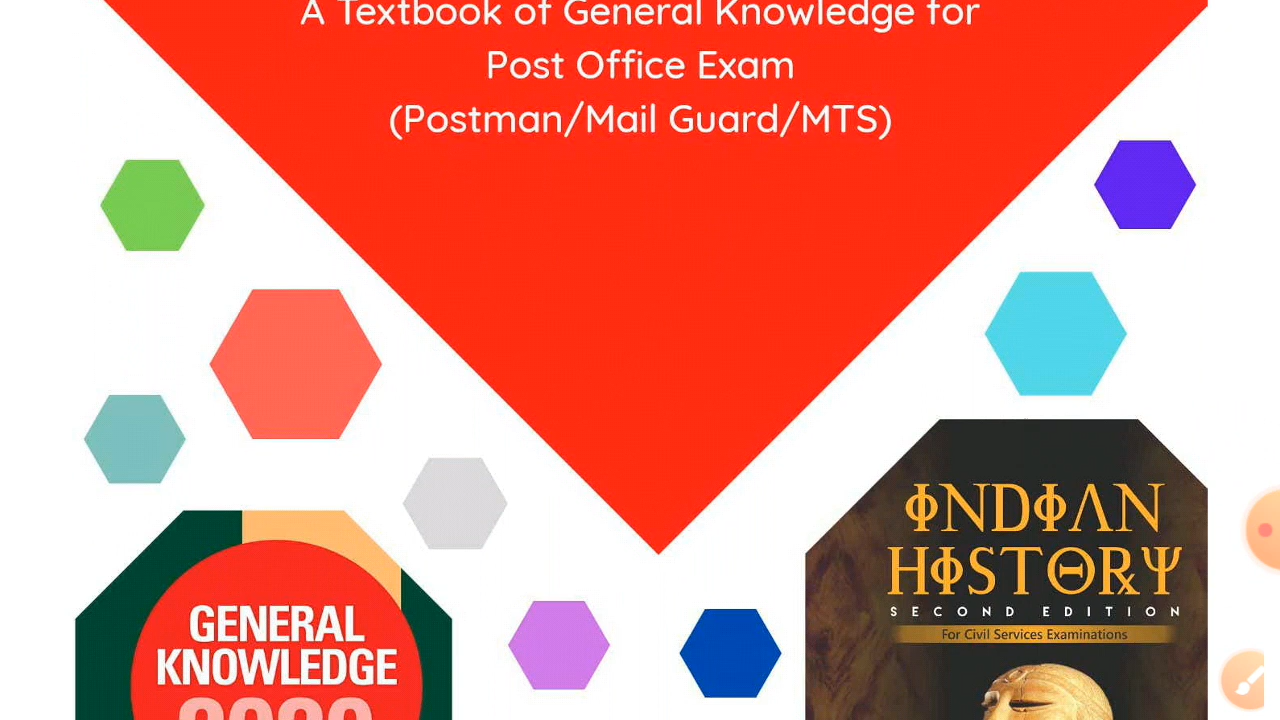 A Textbook of General Knowledge for
Post Office Exam
(Postman/Mail Guard/MTS)
INDIAN
HISTORY
SECOND EDITION
For Civil Services Examinations
GENERAL
KNOWLEDGE